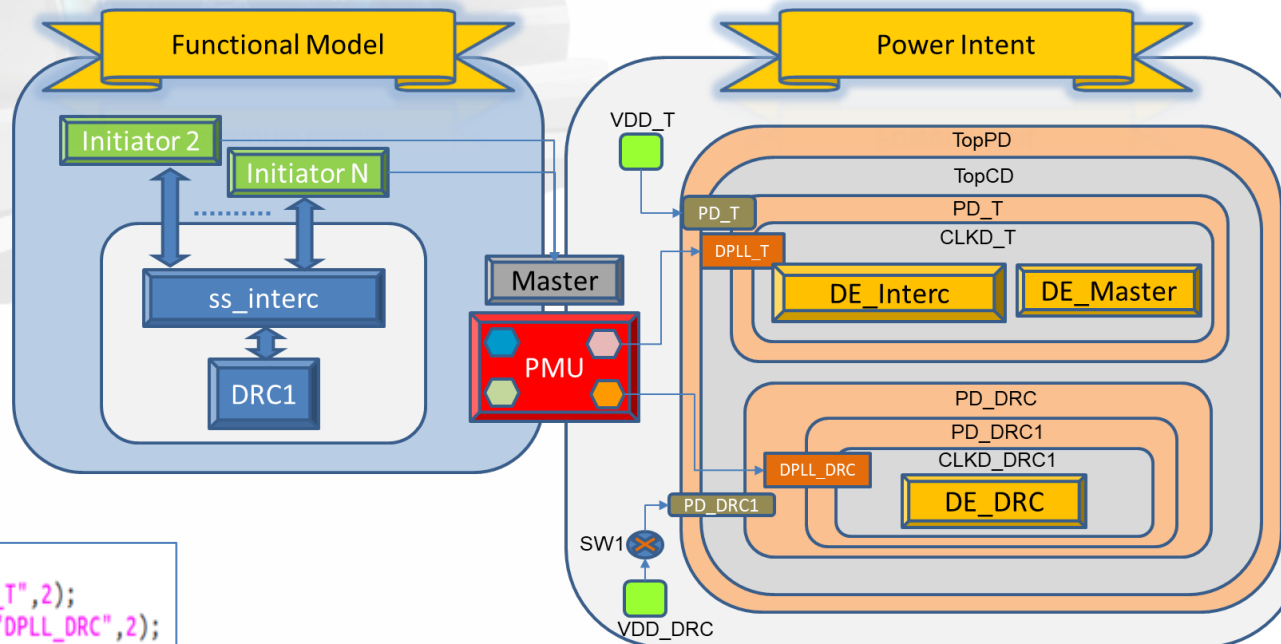 Functional Model
Power Intent
Initiator 2
Initiator N
ss_interc
DRC1
Master
PMU
VDD_T
TopPD
TopCD
PD_T
PD_T
CLKD_T
DPLL_T
DE_Interc
DE_Master
PD_DRC
PD_DRC1
CLKD_DRC1
DPLL_DRC
DE_DRC
PD_DRC1
SW1
VDD_DRC
_T",2);
/DPLL_DRC",2);